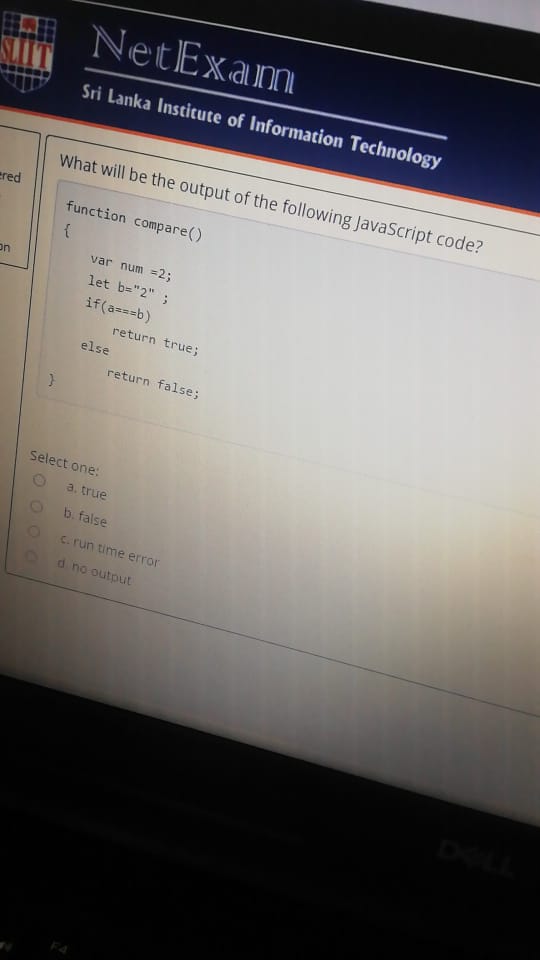 SLIIT
NetExam
Sri Lanka Institute of Information Technology
ered
on
What will be the output of the following JavaScript code?
function compare()
{
var num =2;
let b="2" ;
if(a===b)
return true;
else
return false;
}
Select one:
a. true
b. false
c. run time error
d. no output
DELL
F4